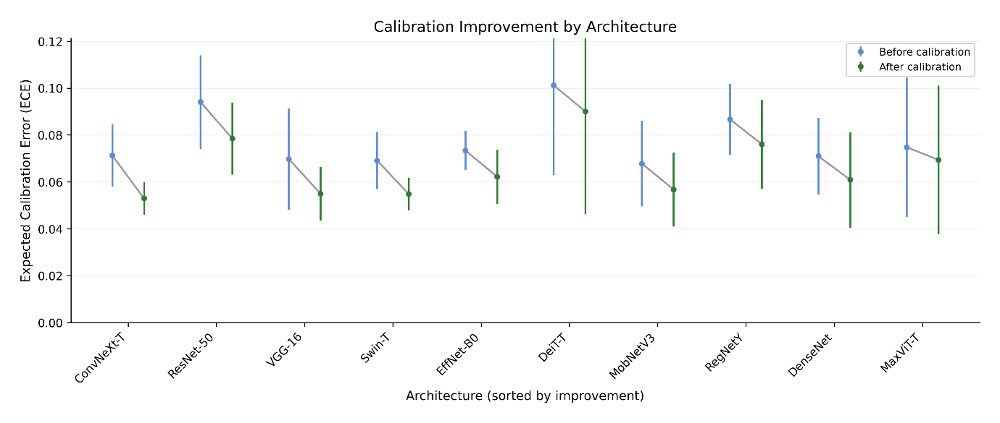 Calibration Improvement by Architecture
Expected Calibration Error (ECE)
0.12
0.10
0.08
0.06
0.04
0.02
0.00
Before calibration
After calibration
ConvNeXt-T
ResNet-50
VGG-16
Swin-T
EffNet-B0
DeiT-T
MobNetV3
RegNetY
DenseNet
MaxViT-T
Architecture (sorted by improvement)